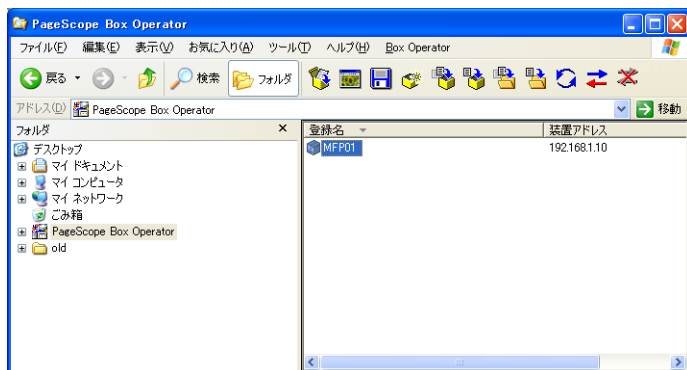 PageScope Box Operator
ファイル(F) 編集(E) 表示(V) お気に入り(A) ツール(T) ヘルプ(H) Box Operator
戻る 検索 フォルダ
アドレス(D) PageScope Box Operator 移動
フォルダ × 登録名 装置アドレス
デスクトップ MFP01 192.168.1.10
マイ ドキュメント
マイ コンピュータ
マイ ネットワーク
ごみ箱
PageScope Box Operator
old